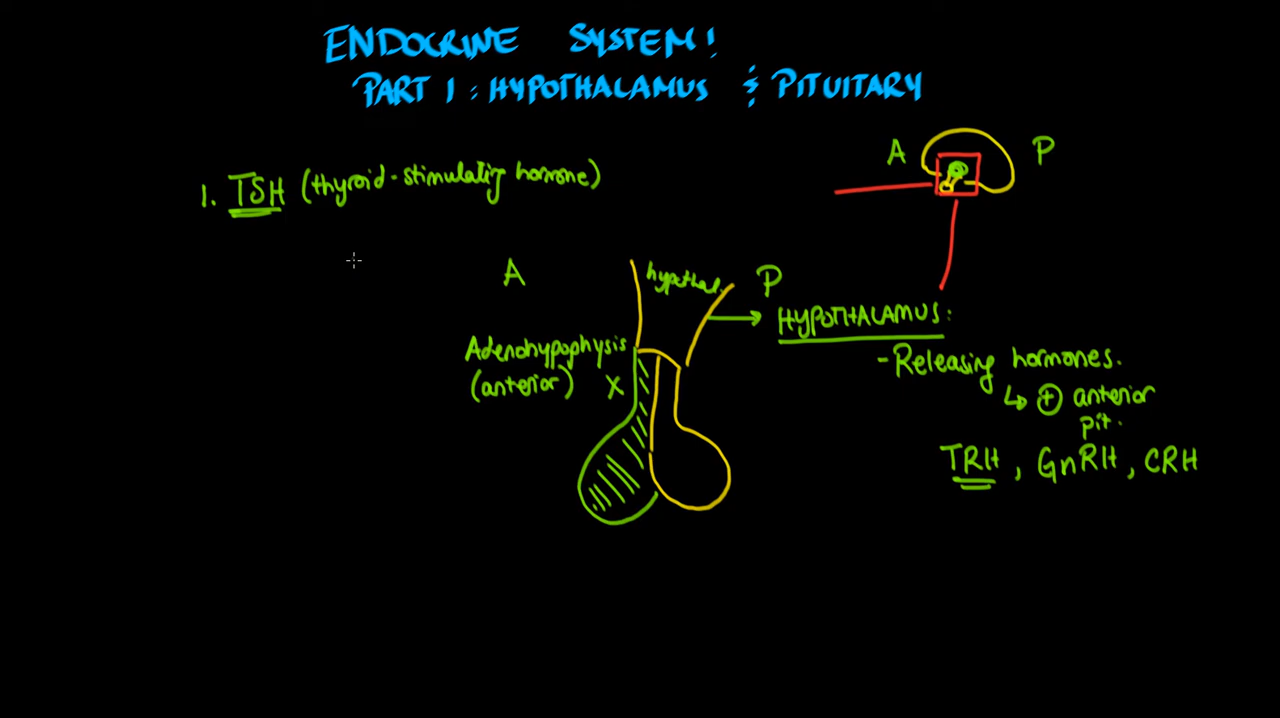 ENDOCRINE SYSTEM!
PART 1: HYPOTHALAMUS & PITUITARY
A P
1. TSH (thyroid-stimulating hormone)
A hypothal. P
HYPOTHALAMUS:
Adenohypophysis
(anterior) X
-Releasing hormones.
↳ ⊕ anterior
pit.
TRH, GnRH, CRH